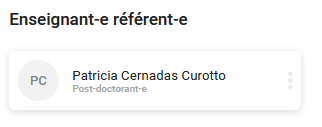 Enseignant-e référent-e
PC
Patricia Cernadas Curotto
Post-doctorant-e